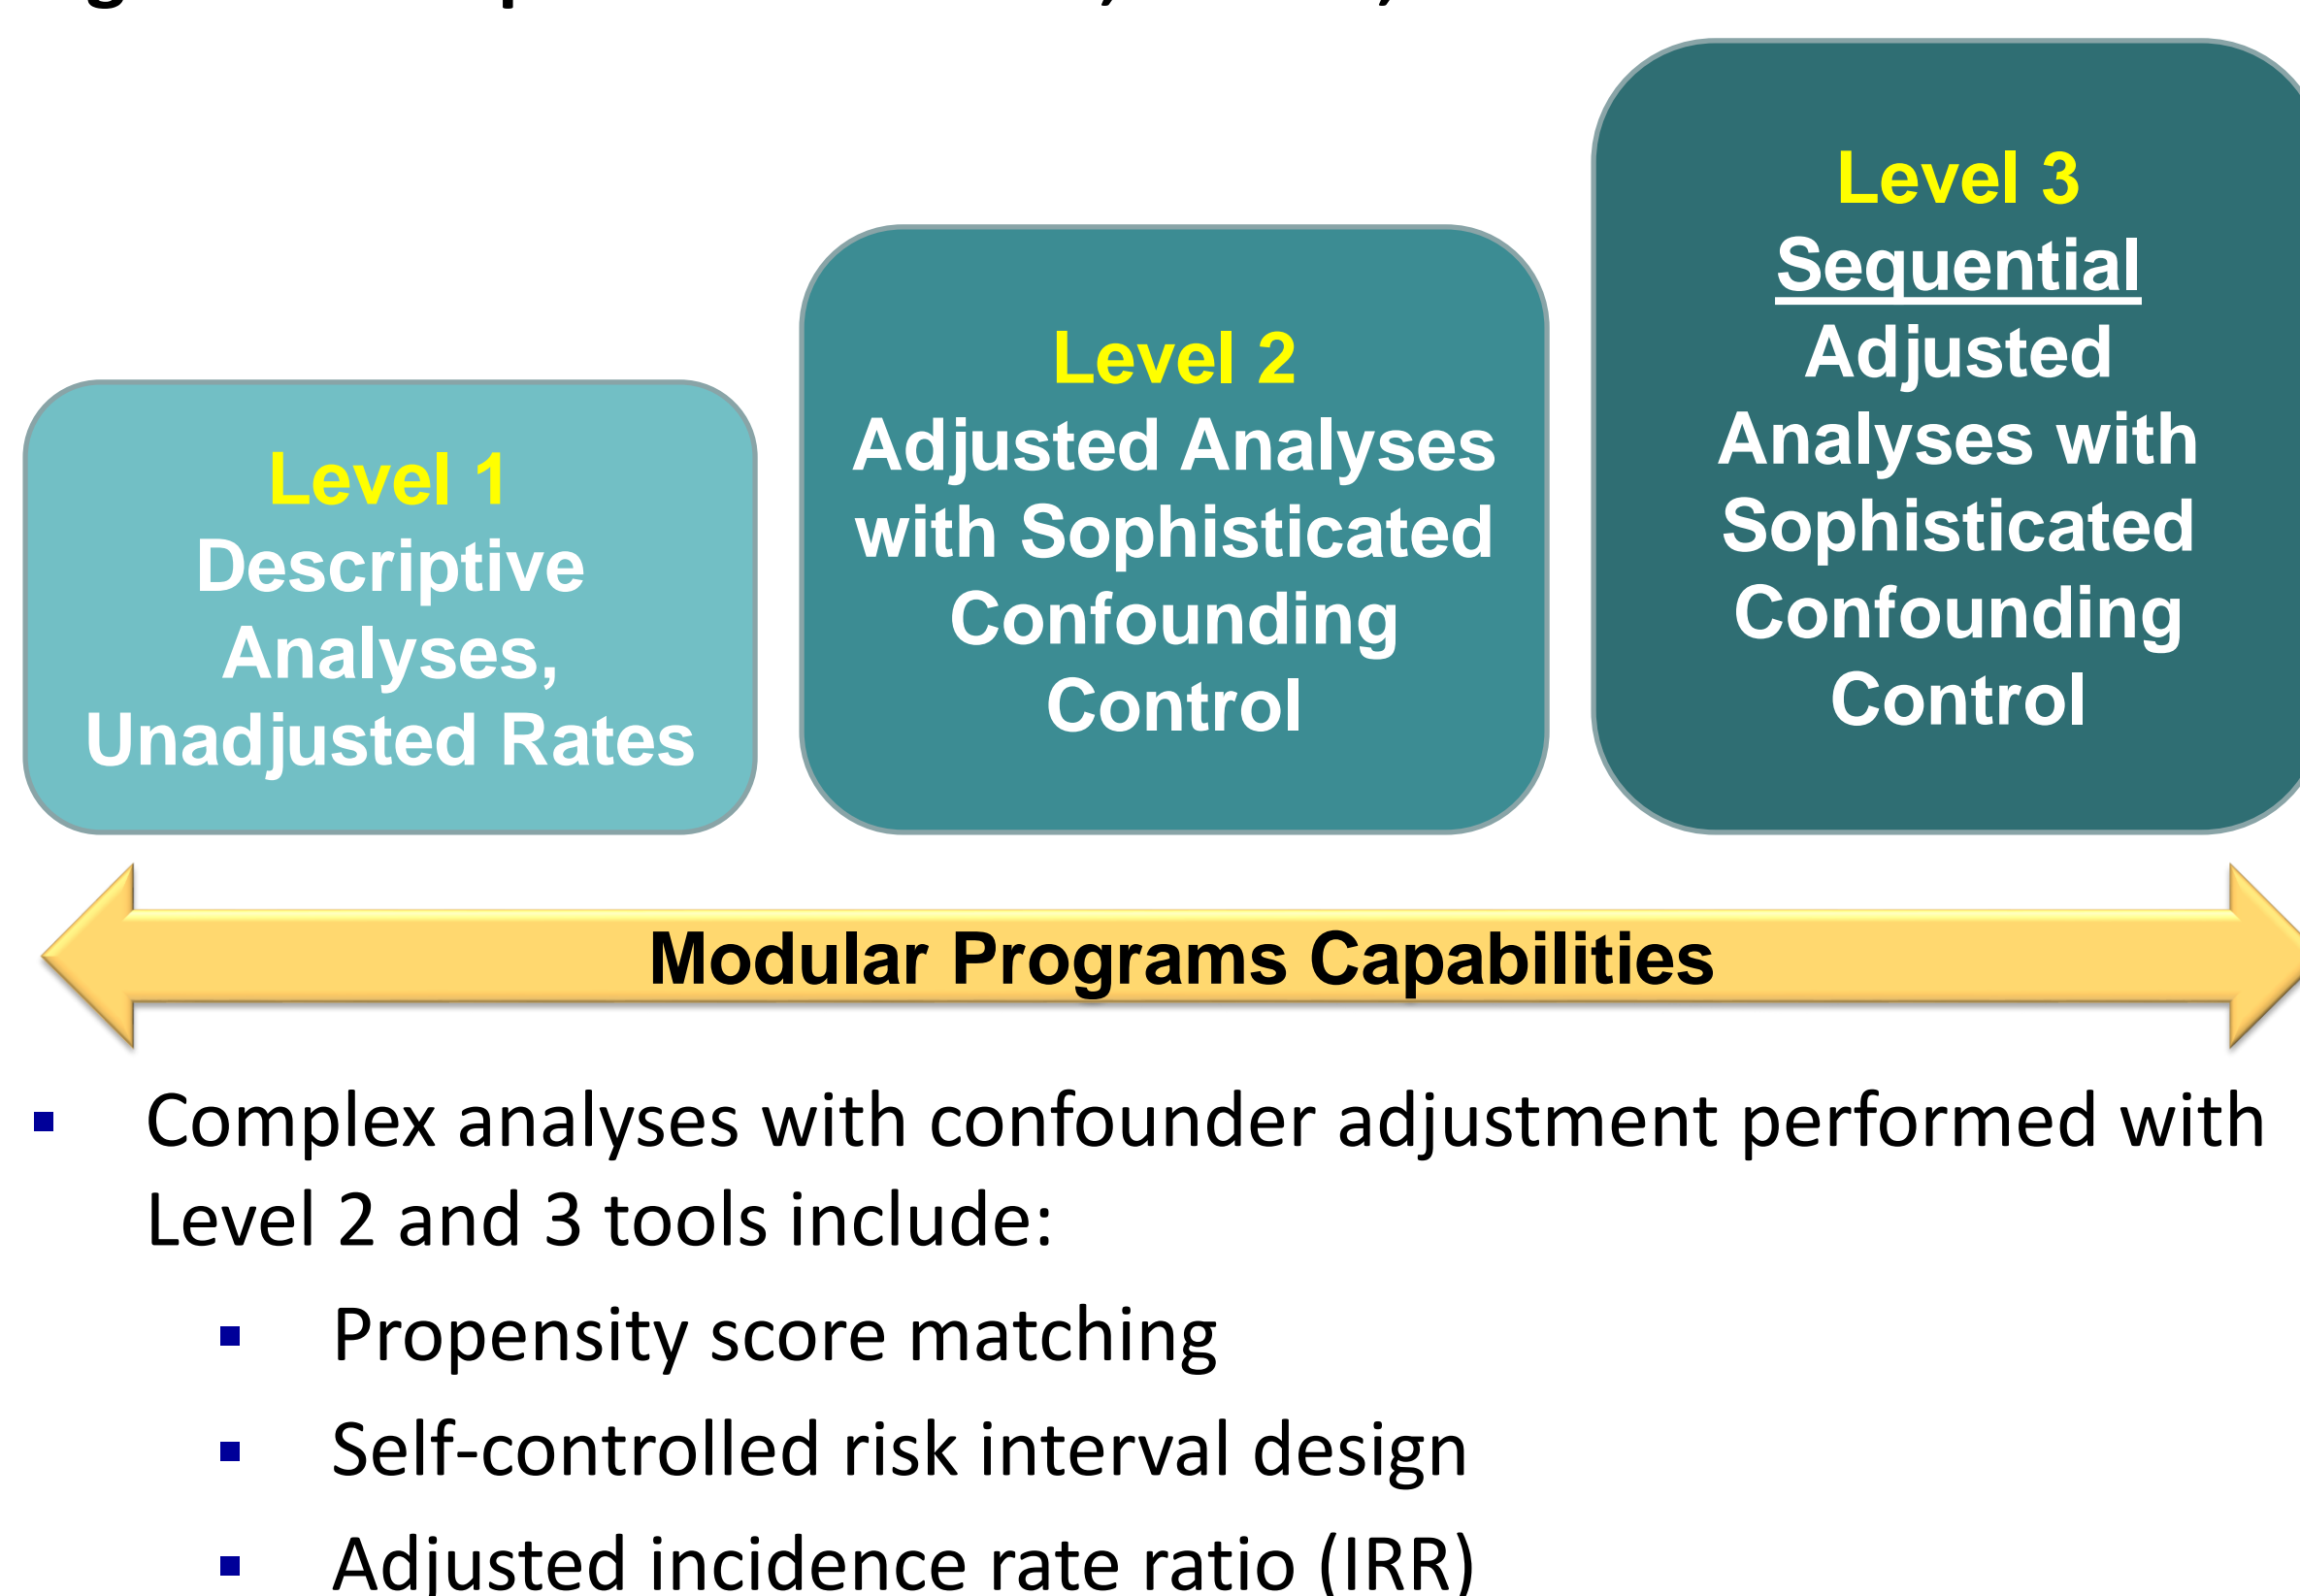 Level 1
Descriptive
Analyses,
Unadjusted Rates
Level 2
Adjusted Analyses
with Sophisticated
Confounding
Control
Level 3
Sequential
Adjusted
Analyses with
Sophisticated
Confounding
Control
Modular Programs Capabilities
▪ Complex analyses with confounder adjustment performed with
Level 2 and 3 tools include:
▪ Propensity score matching
▪ Self-controlled risk interval design
▪ Adjusted incidence rate ratio (IRR)